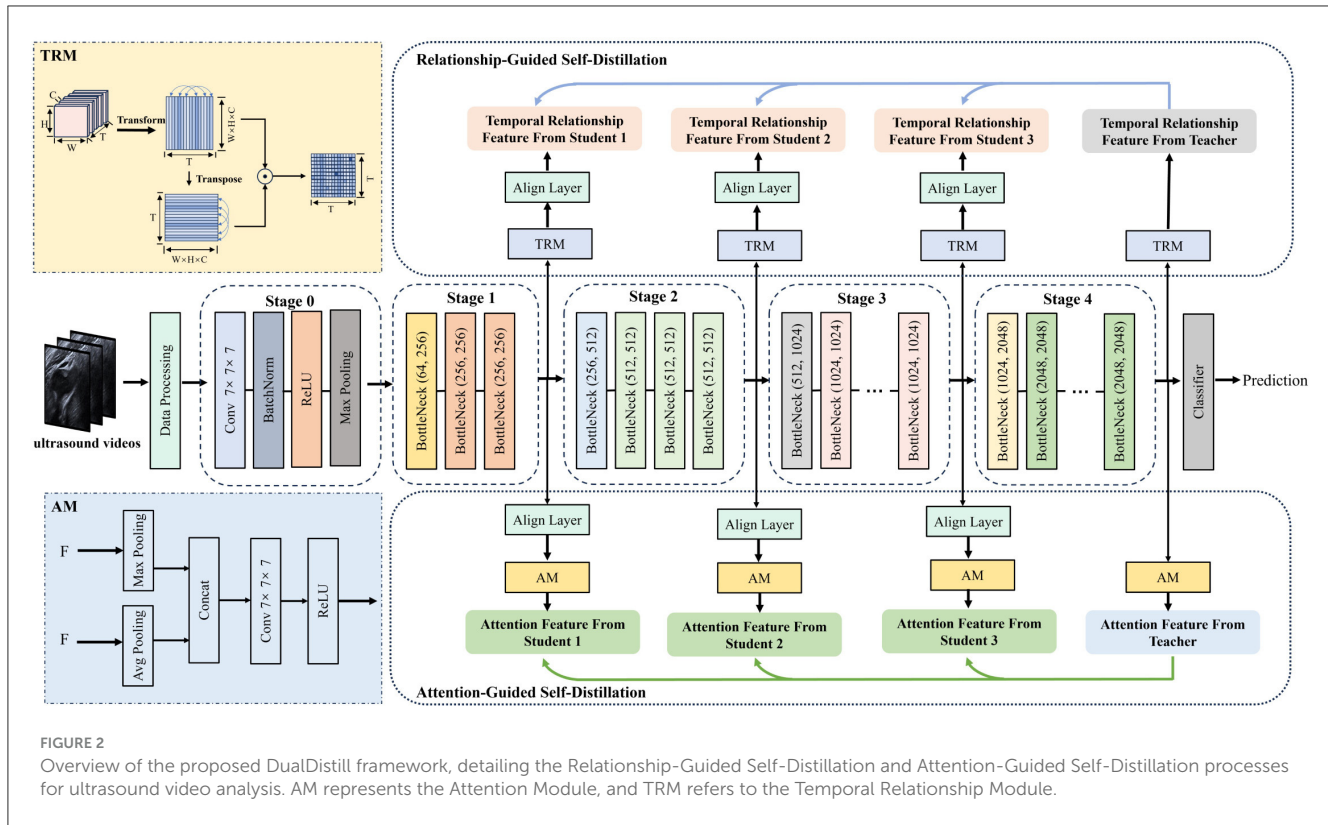 TRM
C
H
W
T
Transform
W×H×C
T
Transpose
T
W×H×C
T
T
Relationship-Guided Self-Distillation
Temporal Relationship
Feature From Student 1
Temporal Relationship
Feature From Student 2
Temporal Relationship
Feature From Student 3
Temporal Relationship
Feature From Teacher
Align Layer
Align Layer
Align Layer
TRM
TRM
TRM
TRM
ultrasound videos
Data Processing
Stage 0
Conv 7×7×7
BatchNorm
ReLU
Max Pooling
Stage 1
BottleNeck (64, 256)
BottleNeck (256, 256)
BottleNeck (256, 256)
Stage 2
BottleNeck (256, 512)
BottleNeck (512, 512)
BottleNeck (512, 512)
BottleNeck (512, 512)
Stage 3
BottleNeck (512, 1024)
BottleNeck (1024, 1024)
...
BottleNeck (1024, 1024)
Stage 4
BottleNeck (1024, 2048)
BottleNeck (2048, 2048)
...
BottleNeck (2048, 2048)
Classifier
Prediction
AM
F
Max Pooling
F
Avg Pooling
Concat
Conv 7×7×7
ReLU
Align Layer
Align Layer
Align Layer
AM
AM
AM
AM
Attention Feature From
Student 1
Attention Feature From
Student 2
Attention Feature From
Student 3
Attention Feature From
Teacher
Attention-Guided Self-Distillation
FIGURE 2
Overview of the proposed DualDistill framework, detailing the Relationship-Guided Self-Distillation and Attention-Guided Self-Distillation processes
for ultrasound video analysis. AM represents the Attention Module, and TRM refers to the Temporal Relationship Module.